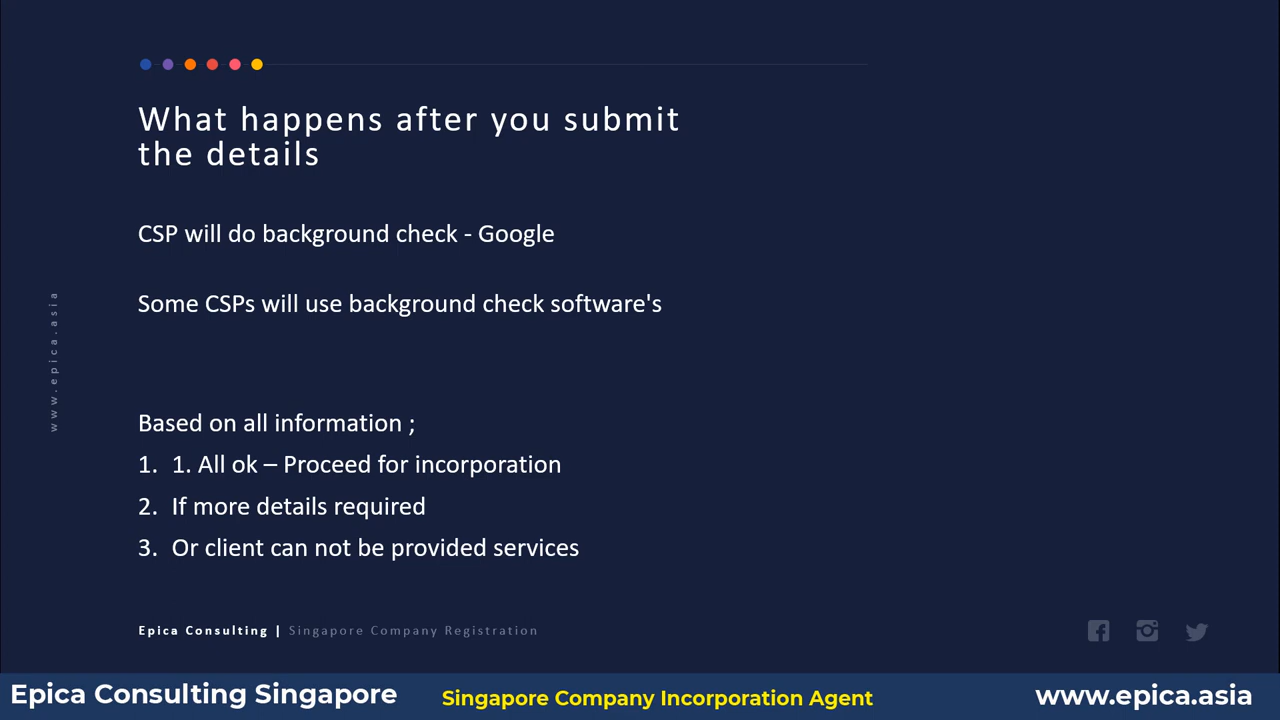 What happens after you submit
the details
CSP will do background check - Google
Some CSPs will use background check software's
www.epica.asia
Based on all information ;
1. 1. All ok – Proceed for incorporation
2. If more details required
3. Or client can not be provided services
Epica Consulting | Singapore Company Registration
Epica Consulting Singapore
Singapore Company Incorporation Agent
www.epica.asia